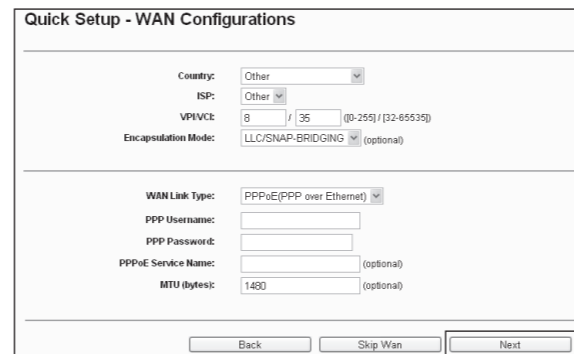 Quick Setup - WAN Configurations
Country: Other
ISP: Other
VPI/VCI: 8 / 35 ([0-255] / [32-65535])
Encapsulation Mode: LLC/SNAP-BRIDGING (optional)
WAN Link Type: PPPoE(PPP over Ethernet)
PPP Username:
PPP Password:
PPPoE Service Name: (optional)
MTU (bytes): 1480 (optional)
Back Skip Wan Next